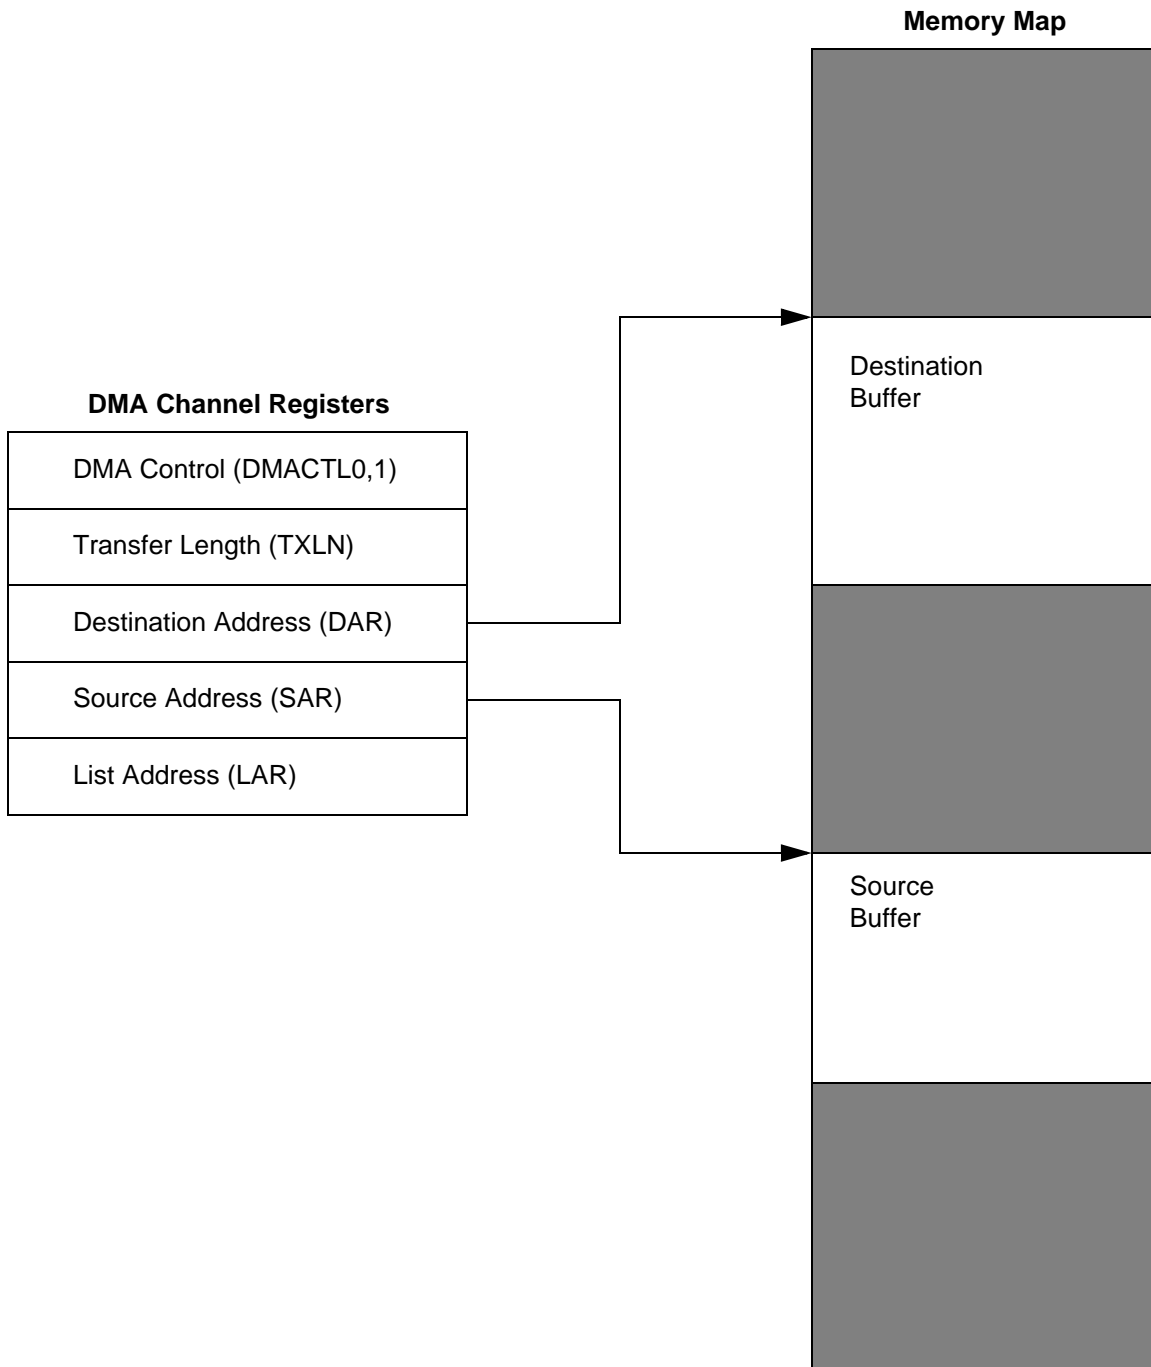 Memory Map
Destination
Buffer
DMA Channel Registers
DMA Control (DMACTL0,1)
Transfer Length (TXLN)
Destination Address (DAR)
Source Address (SAR)
List Address (LAR)
Source
Buffer